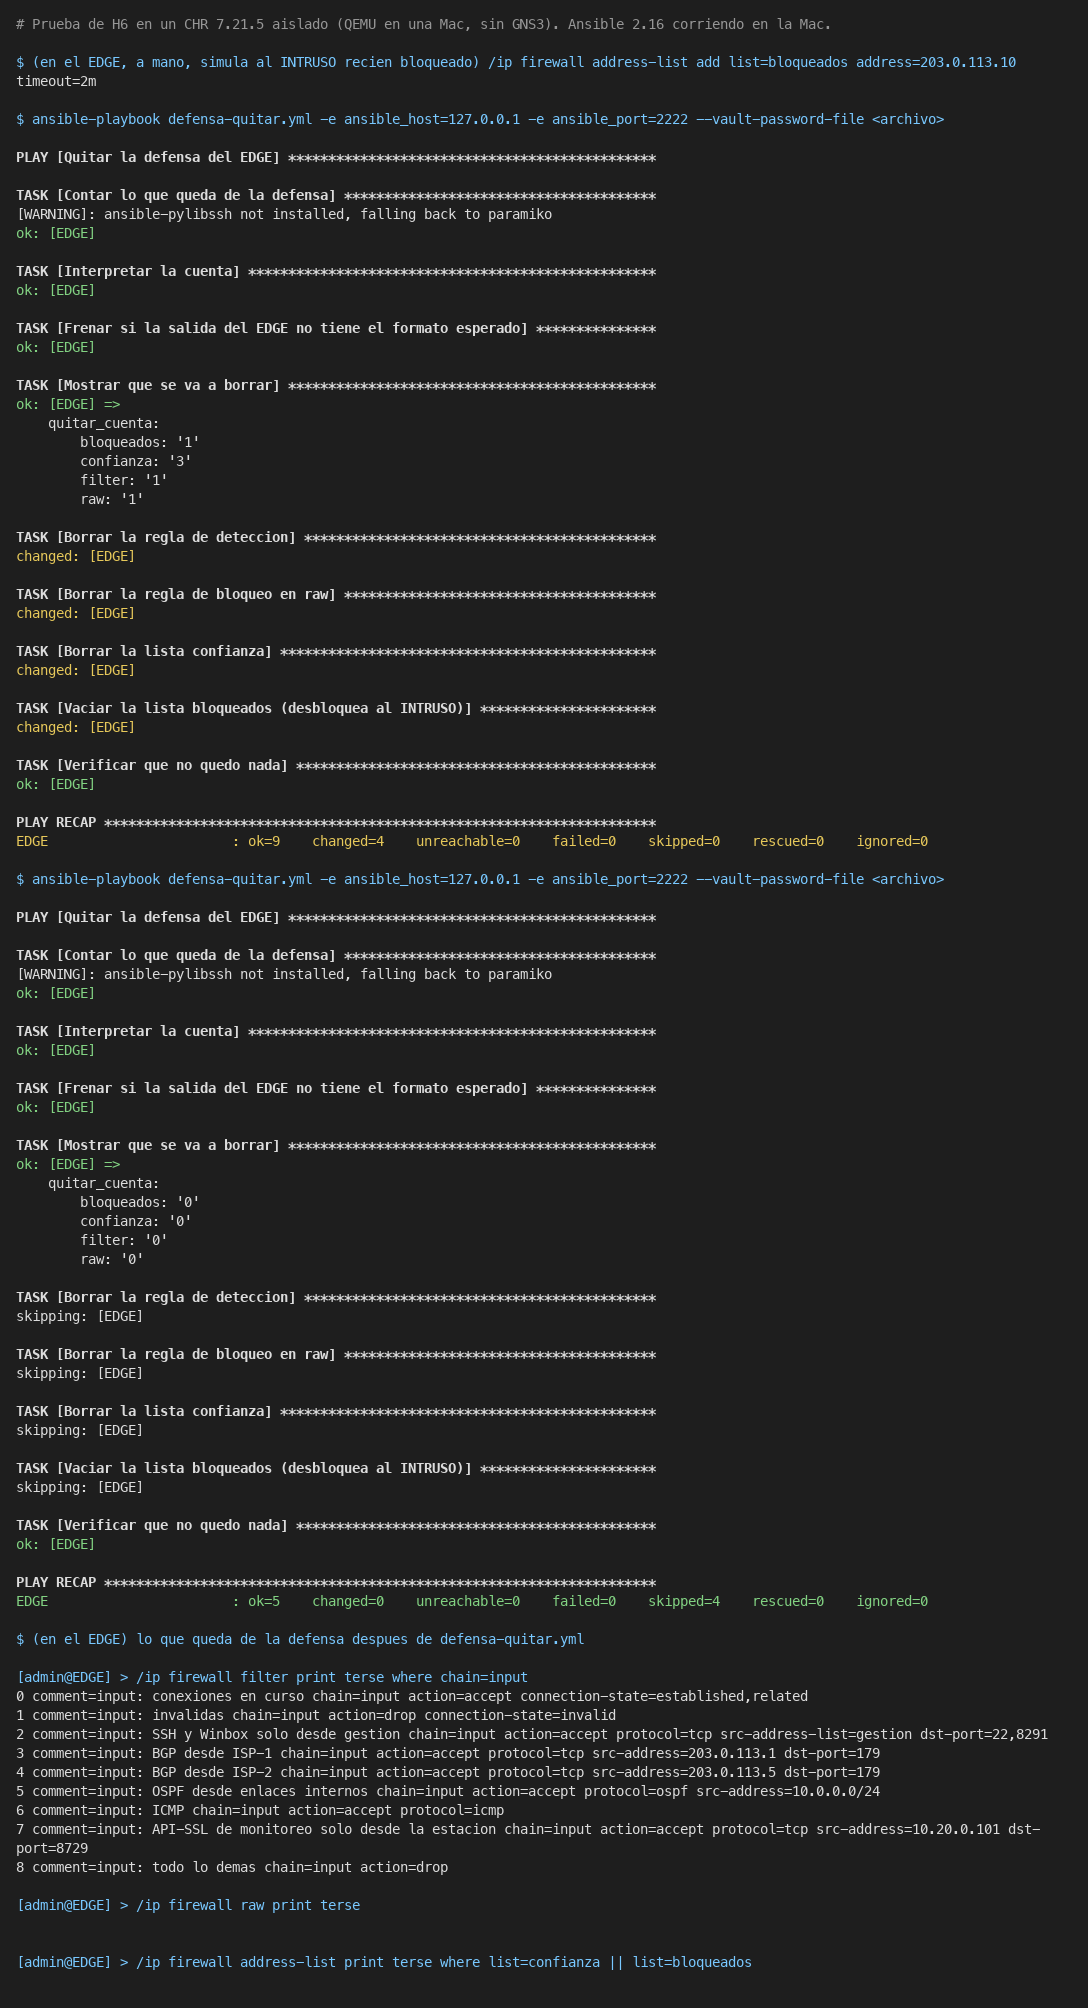 # Prueba de H6 en un CHR 7.21.5 aislado (QEMU en una Mac, sin GNS3). Ansible 2.16 corriendo en la Mac.
$ (en el EDGE, a mano, simula al INTRUSO recien bloqueado) /ip firewall address-list add list=bloqueados address=203.0.113.10
timeout=2m
$ ansible-playbook defensa-quitar.yml -e ansible_host=127.0.0.1 -e ansible_port=2222 --vault-password-file <archivo>
PLAY [Quitar la defensa del EDGE] **********************************************
TASK [Contar lo que queda de la defensa] ***************************************
[WARNING]: ansible-pylibssh not installed, falling back to paramiko
ok: [EDGE]
TASK [Interpretar la cuenta] ***************************************************
ok: [EDGE]
TASK [Frenar si la salida del EDGE no tiene el formato esperado] ***************
ok: [EDGE]
TASK [Mostrar que se va a borrar] **********************************************
ok: [EDGE] =>
    quitar_cuenta:
        bloqueados: '1'
        confianza: '3'
        filter: '1'
        raw: '1'
TASK [Borrar la regla de deteccion] ********************************************
changed: [EDGE]
TASK [Borrar la regla de bloqueo en raw] ***************************************
changed: [EDGE]
TASK [Borrar la lista confianza] ***********************************************
changed: [EDGE]
TASK [Vaciar la lista bloqueados (desbloquea al INTRUSO)] **********************
changed: [EDGE]
TASK [Verificar que no quedo nada] *********************************************
ok: [EDGE]
PLAY RECAP *********************************************************************
EDGE                       : ok=9    changed=4    unreachable=0    failed=0    skipped=0    rescued=0    ignored=0
$ ansible-playbook defensa-quitar.yml -e ansible_host=127.0.0.1 -e ansible_port=2222 --vault-password-file <archivo>
PLAY [Quitar la defensa del EDGE] **********************************************
TASK [Contar lo que queda de la defensa] ***************************************
[WARNING]: ansible-pylibssh not installed, falling back to paramiko
ok: [EDGE]
TASK [Interpretar la cuenta] ***************************************************
ok: [EDGE]
TASK [Frenar si la salida del EDGE no tiene el formato esperado] ***************
ok: [EDGE]
TASK [Mostrar que se va a borrar] **********************************************
ok: [EDGE] =>
    quitar_cuenta:
        bloqueados: '0'
        confianza: '0'
        filter: '0'
        raw: '0'
TASK [Borrar la regla de deteccion] ********************************************
skipping: [EDGE]
TASK [Borrar la regla de bloqueo en raw] ***************************************
skipping: [EDGE]
TASK [Borrar la lista confianza] ***********************************************
skipping: [EDGE]
TASK [Vaciar la lista bloqueados (desbloquea al INTRUSO)] **********************
skipping: [EDGE]
TASK [Verificar que no quedo nada] *********************************************
ok: [EDGE]
PLAY RECAP *********************************************************************
EDGE                       : ok=5    changed=0    unreachable=0    failed=0    skipped=4    rescued=0    ignored=0
$ (en el EDGE) lo que queda de la defensa despues de defensa-quitar.yml
[admin@EDGE] > /ip firewall filter print terse where chain=input
0 comment=input: conexiones en curso chain=input action=accept connection-state=established,related
1 comment=input: invalidas chain=input action=drop connection-state=invalid
2 comment=input: SSH y Winbox solo desde gestion chain=input action=accept protocol=tcp src-address-list=gestion dst-port=22,8291
3 comment=input: BGP desde ISP-1 chain=input action=accept protocol=tcp src-address=203.0.113.1 dst-port=179
4 comment=input: BGP desde ISP-2 chain=input action=accept protocol=tcp src-address=203.0.113.5 dst-port=179
5 comment=input: OSPF desde enlaces internos chain=input action=accept protocol=ospf src-address=10.0.0.0/24
6 comment=input: ICMP chain=input action=accept protocol=icmp
7 comment=input: API-SSL de monitoreo solo desde la estacion chain=input action=accept protocol=tcp src-address=10.20.0.101 dst-
port=8729
8 comment=input: todo lo demas chain=input action=drop
[admin@EDGE] > /ip firewall raw print terse
[admin@EDGE] > /ip firewall address-list print terse where list=confianza || list=bloqueados